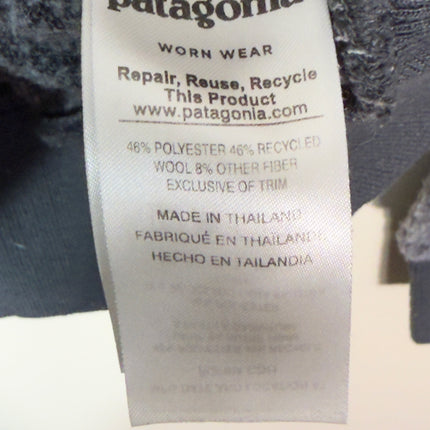 patagonia
WORN WEAR
Repair, Reuse, Recycle
This Product
www.patagonia.com
46% POLYESTER 46% RECYCLED
WOOL 8% OTHER FIBER
EXCLUSIVE OF TRIM
MADE IN THAILAND
FABRIQUÉ EN THAÏLANDE
HECHO EN TAILANDIA